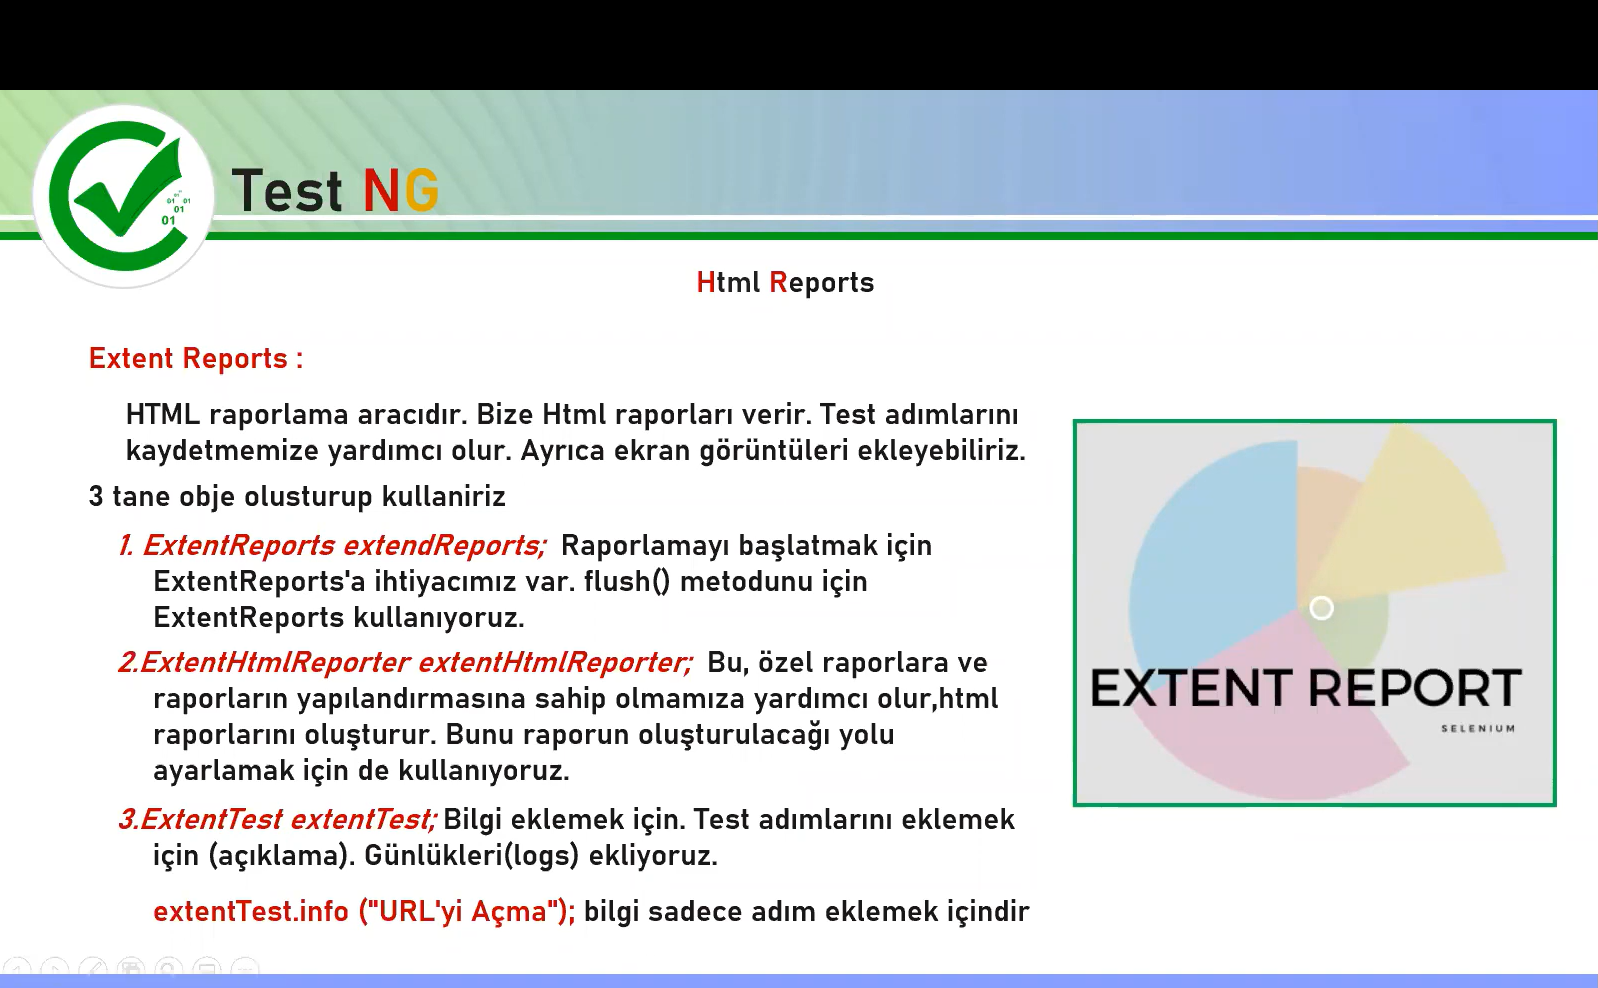 01
01 01
01
01
Test NG
Html Reports
Extent Reports :
HTML raporlama aracıdır. Bize Html raporları verir. Test adımlarını
kaydetmemize yardımcı olur. Ayrıca ekran görüntüleri ekleyebiliriz.
3 tane obje olusturup kullaniriz
1. ExtentReports extendReports; Raporlamayı başlatmak için
ExtentReports'a ihtiyacımız var. flush() metodunu için
ExtentReports kullanıyoruz.
2.ExtentHtmlReporter extentHtmlReporter; Bu, özel raporlara ve
raporların yapılandırmasına sahip olmamıza yardımcı olur,html
raporlarını oluşturur. Bunu raporun oluşturulacağı yolu
ayarlamak için de kullanıyoruz.
3.ExtentTest extentTest; Bilgi eklemek için. Test adımlarını eklemek
için (açıklama). Günlükleri(logs) ekliyoruz.
extentTest.info ("URL'yi Açma"); bilgi sadece adım eklemek içindir
EXTENT REPORT
SELENIUM